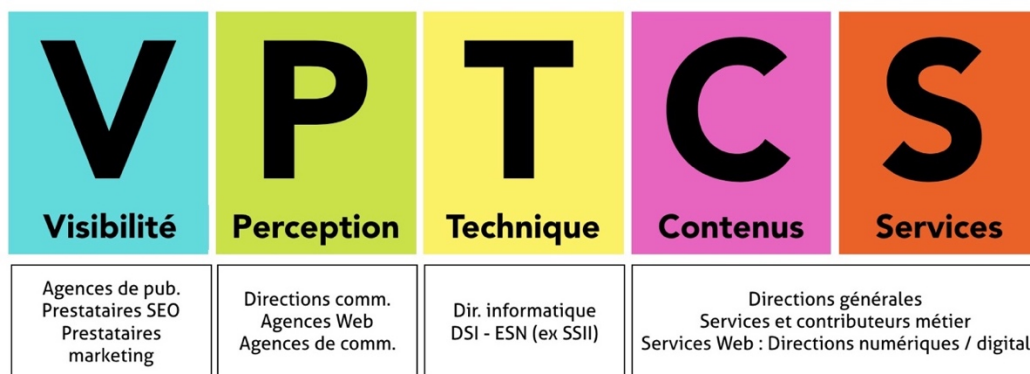 V
Visibilité
P
Perception
T
Technique
C
Contenus
S
Services
Agences de pub.
Prestataires SEO
Prestataires
marketing
Directions comm.
Agences Web
Agences de comm.
Dir. informatique
DSI - ESN (ex SSII)
Directions générales
Services et contributeurs métier
Services Web : Directions numériques / digital